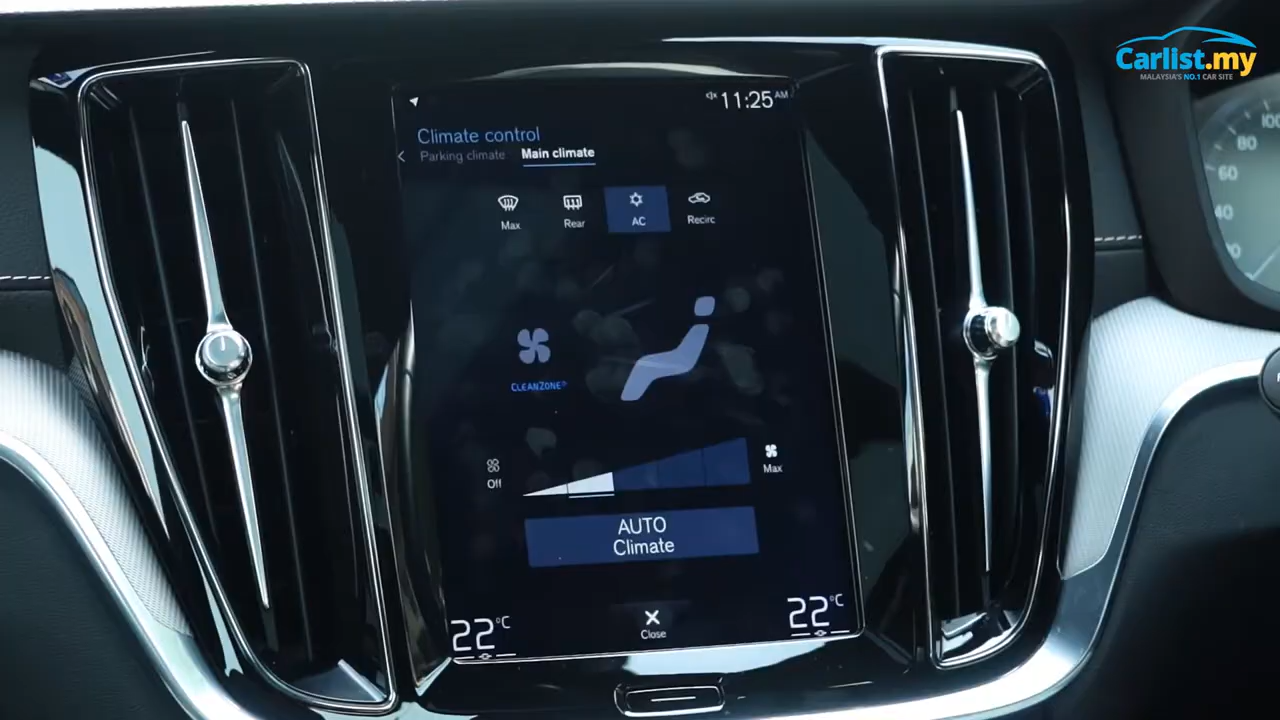 Carlist.my
MALAYSIA'S NO.1 CAR SITE
11:25 AM
Climate control
Parking climate Main climate
Max Rear AC Recirc
CLEANZONE
Off Max
AUTO
Climate
22°C 22°C
Close
100
80
60
40